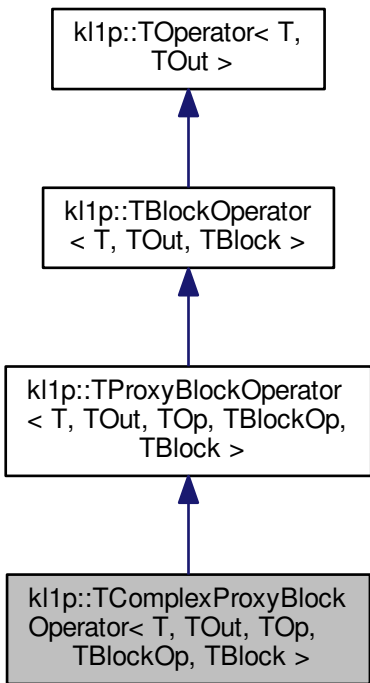 kl1p::TOperator< T,
TOut >
kl1p::TBlockOperator
< T, TOut, TBlock >
kl1p::TProxyBlockOperator
< T, TOut, TOp, TBlockOp,
TBlock >
kl1p::TComplexProxyBlock
Operator< T, TOut, TOp,
TBlockOp, TBlock >